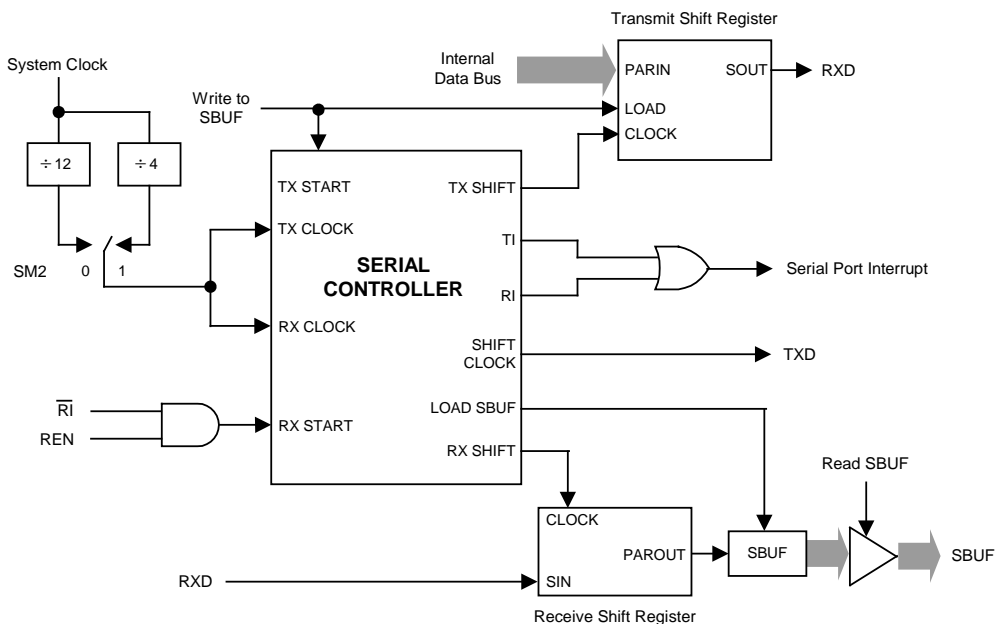 Transmit Shift Register
System Clock
Internal
Data Bus
PARIN
SOUT
RXD
Write to
SBUF
LOAD
CLOCK
÷ 12
÷ 4
TX START
TX SHIFT
TX CLOCK
TI
SM2
0
1
SERIAL
CONTROLLER
Serial Port Interrupt
RI
RX CLOCK
SHIFT
CLOCK
TXD
RI
REN
RX START
LOAD SBUF
RX SHIFT
Read SBUF
CLOCK
PAROUT
SBUF
SBUF
RXD
SIN
Receive Shift Register